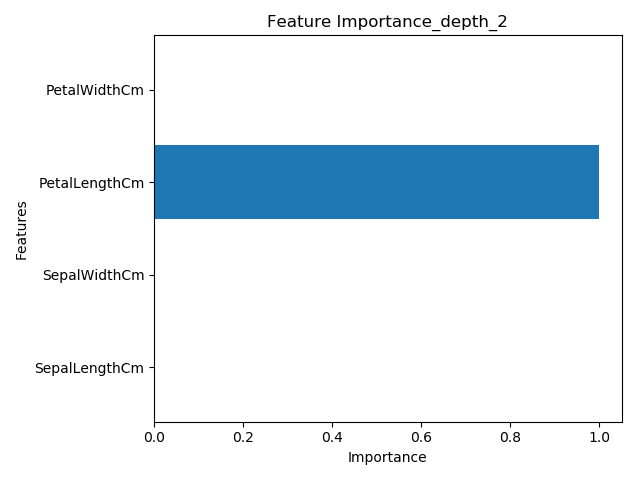 Feature Importance_depth_2
PetalWidthCm
PetalLengthCm
SepalWidthCm
SepalLengthCm
Features
0.0 0.2 0.4 0.6 0.8 1.0
Importance